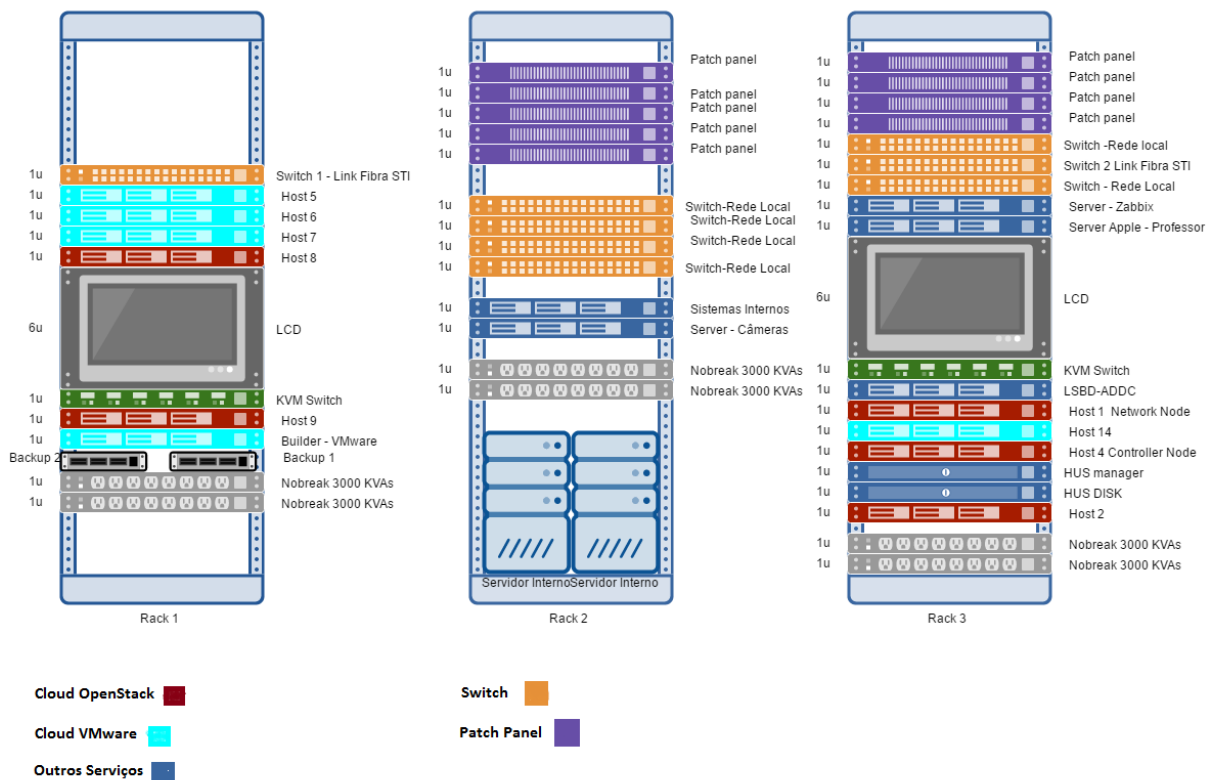 1u Switch 1 - Link Fibra STI
1u Host 5
1u Host 6
1u Host 7
1u Host 8
6u LCD
1u KVM Switch
1u Host 9
1u Builder - VMware
Backup 2 Backup 1
1u Nobreak 3000 KVAs
1u Nobreak 3000 KVAs
Rack 1
1u Patch panel
1u Patch panel
1u Patch panel
1u Patch panel
1u Patch panel
1u Switch-Rede Local
1u Switch-Rede Local
1u Switch-Rede Local
1u Switch-Rede Local
1u Sistemas Internos
1u Server - Câmeras
1u Nobreak 3000 KVAs
1u Nobreak 3000 KVAs
Servidor Interno Servidor Interno
Rack 2
1u Patch panel
1u Patch panel
1u Patch panel
1u Patch panel
1u Switch -Rede local
1u Switch 2 Link Fibra STI
1u Switch - Rede Local
1u Server - Zabbix
1u Server Apple - Professor
6u LCD
1u KVM Switch
1u LSBD-ADDC
1u Host 1 Network Node
1u Host 14
1u Host 4 Controller Node
1u HUS manager
1u HUS DISK
1u Host 2
1u Nobreak 3000 KVAs
1u Nobreak 3000 KVAs
Rack 3
Cloud OpenStack
Cloud VMware
Outros Serviços
Switch
Patch Panel